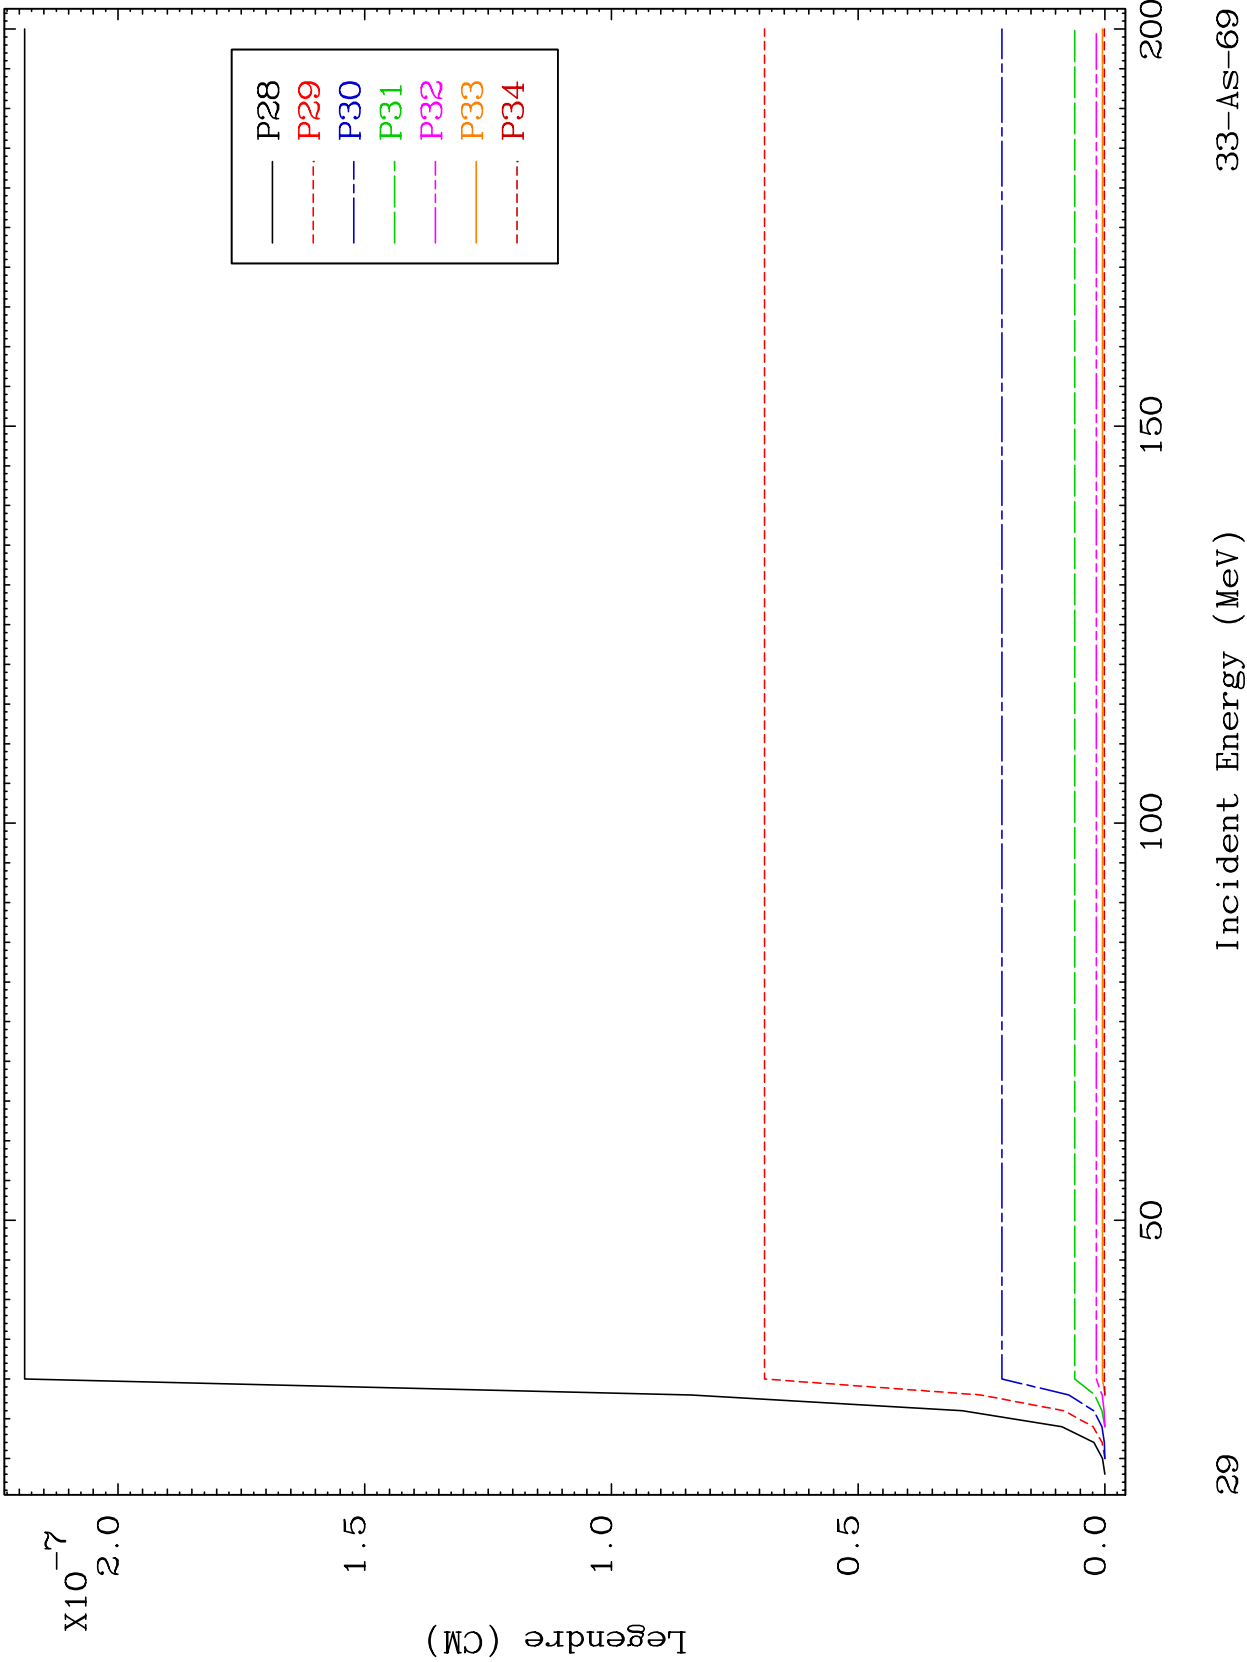 X10-7
2.0
1.5
1.0
0.5
0.0
Legendre (CM)
P28
P29
P30
P31
P32
P33
P34
50
100
150
200
Incident Energy (MeV)
29
33-As-69